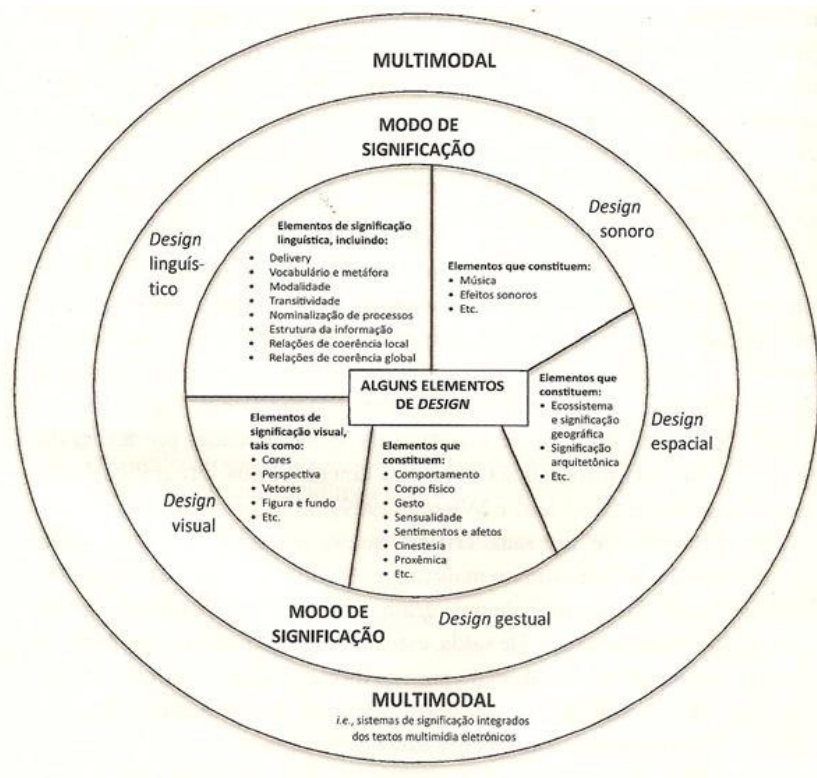 MULTIMODAL
MODO DE
SIGNIFICAÇÃO
Design
linguís-
tico
Elementos de significação
linguística, incluindo:
• Delivery
• Vocabulário e metáfora
• Modalidade
• Transitividade
• Nominalização de processos
• Estrutura da informação
• Relações de coerência local
• Relações de coerência global
Design
sonoro
Elementos que constituem:
• Música
• Efeitos sonoros
• Etc.
ALGUNS ELEMENTOS
DE DESIGN
Elementos que
constituem:
• Ecossistema
e significação
geográfica
• Significação
arquitetônica
• Etc.
Design
espacial
Elementos de
significação visual,
tais como:
• Cores
• Perspectiva
• Vetores
• Figura e fundo
• Etc.
Design
visual
Elementos que
constituem:
• Comportamento
• Corpo físico
• Gesto
• Sensualidade
• Sentimentos e afetos
• Cinestesia
• Proxêmica
• Etc.
MODO DE
SIGNIFICAÇÃO
Design gestual
MULTIMODAL
i.e., sistemas de significação integrados
dos textos multimídia eletrônicos